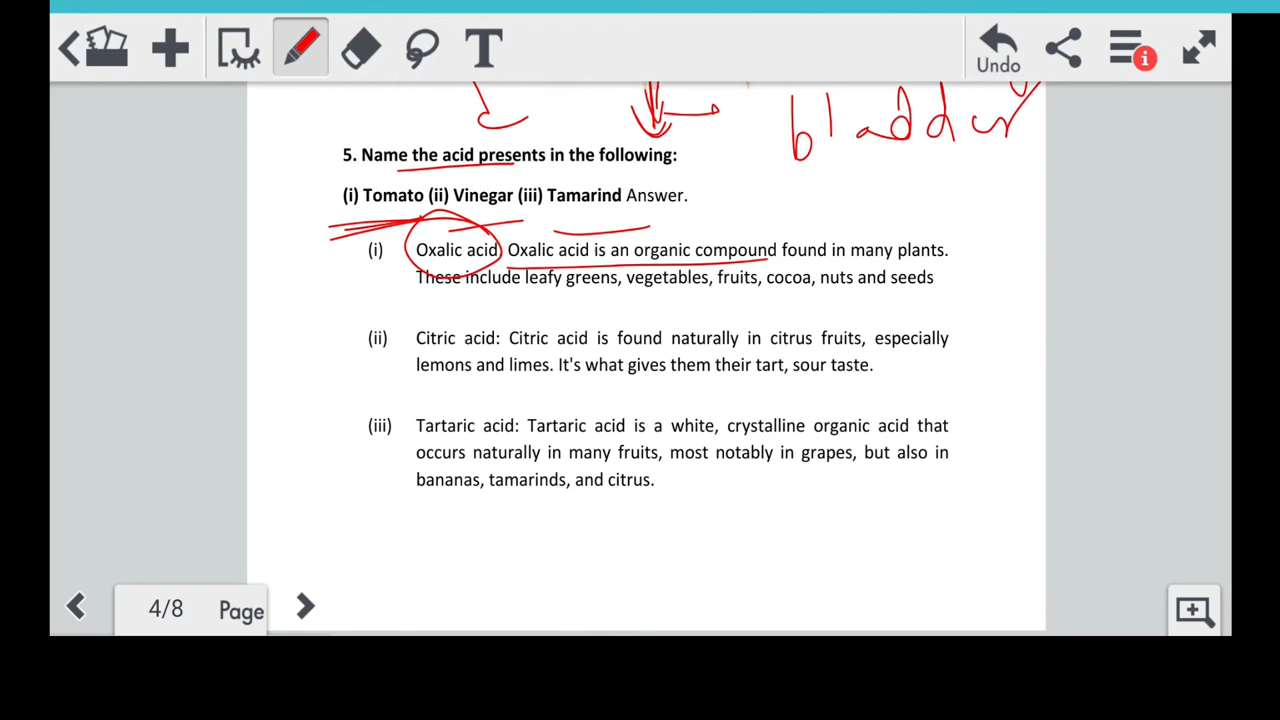 Undo
bladder
5. Name the acid presents in the following:
(i) Tomato (ii) Vinegar (iii) Tamarind Answer.
(i) Oxalic acid Oxalic acid is an organic compound found in many plants.
These include leafy greens, vegetables, fruits, cocoa, nuts and seeds
(ii) Citric acid: Citric acid is found naturally in citrus fruits, especially
lemons and limes. It's what gives them their tart, sour taste.
(iii) Tartaric acid: Tartaric acid is a white, crystalline organic acid that
occurs naturally in many fruits, most notably in grapes, but also in
bananas, tamarinds, and citrus.
4/8 Page